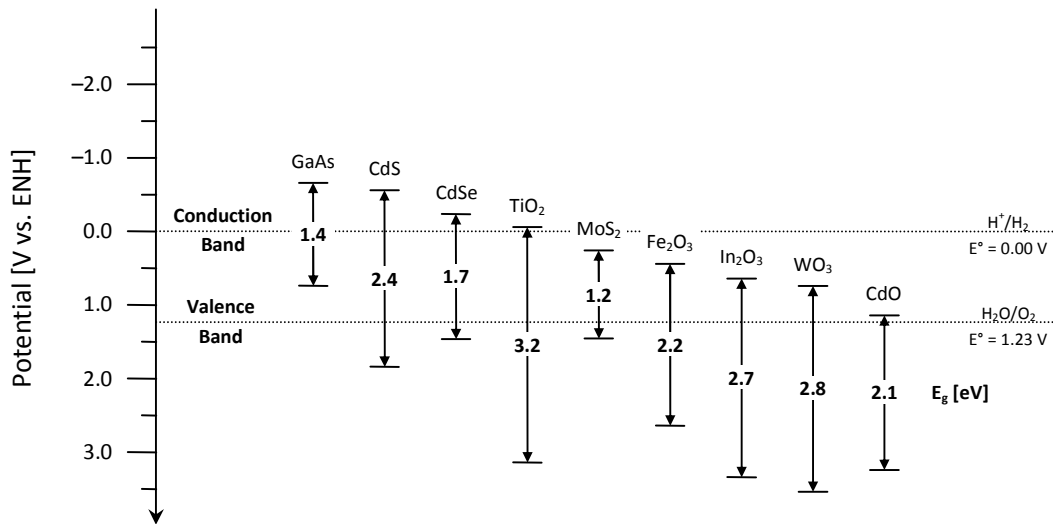 Potential [V vs. ENH]
–2.0
–1.0
0.0
1.0
2.0
3.0
Conduction
Band
Valence
Band
GaAs
1.4
CdS
2.4
CdSe
1.7
TiO₂
3.2
MoS₂
1.2
Fe₂O₃
2.2
In₂O₃
2.7
WO₃
2.8
CdO
2.1
H⁺/H₂
E° = 0.00 V
H₂O/O₂
E° = 1.23 V
E₉ [eV]